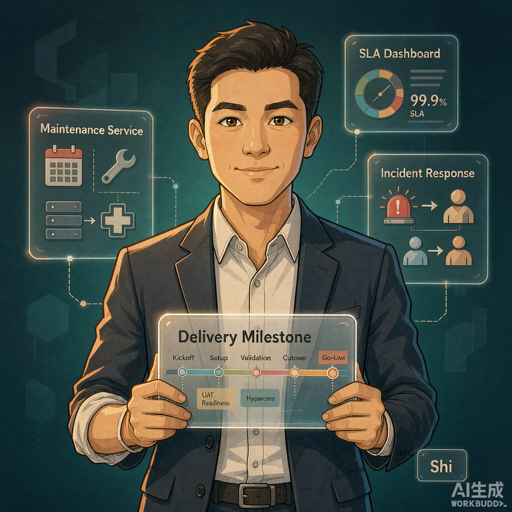 SLA Dashboard
99.9%
SLA
Maintenance Service
Incident Response
Delivery Milestone
Kickoff Setup Validation Cutover Go-Live
UAT
Readiness
Hypercare
Shi
AI生成
WORKBUDDY